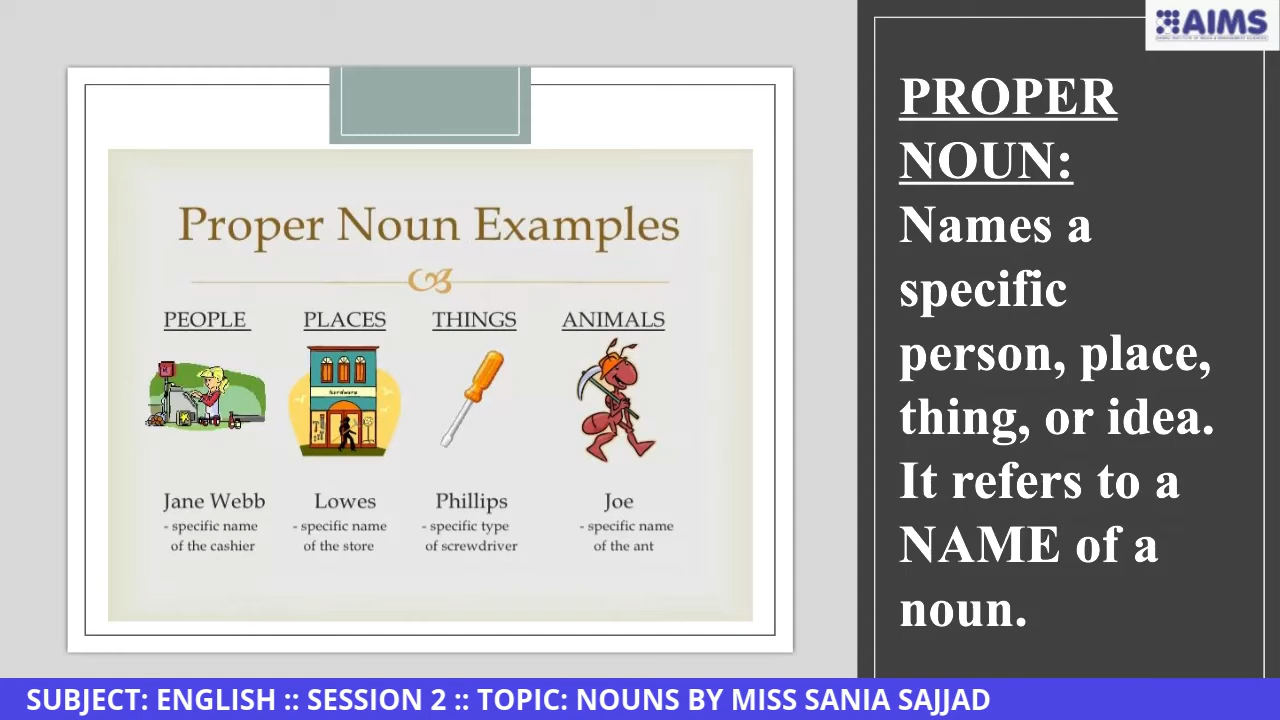 AIMS
PROPER
NOUN:
Names a
specific
person, place,
thing, or idea.
It refers to a
NAME of a
noun.
Proper Noun Examples
PEOPLE PLACES THINGS ANIMALS
hardware
Jane Webb Lowes Phillips Joe
- specific name - specific name - specific type - specific name
of the cashier of the store of screwdriver of the ant
SUBJECT: ENGLISH :: SESSION 2 :: TOPIC: NOUNS BY MISS SANIA SAJJAD